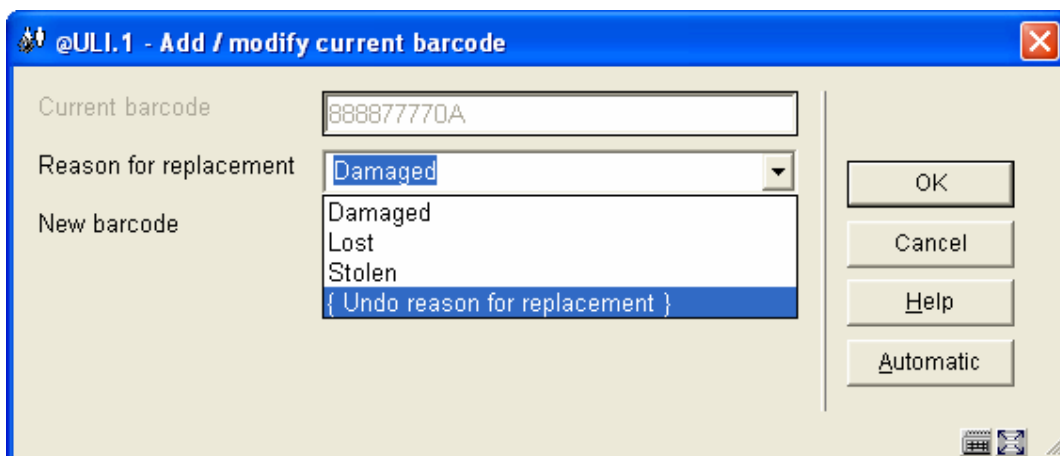 @ULI.1 - Add / modify current barcode
Current barcode
888877770A
Reason for replacement
Damaged
New barcode
Damaged
Lost
Stolen
{ Undo reason for replacement }
OK
Cancel
Help
Automatic